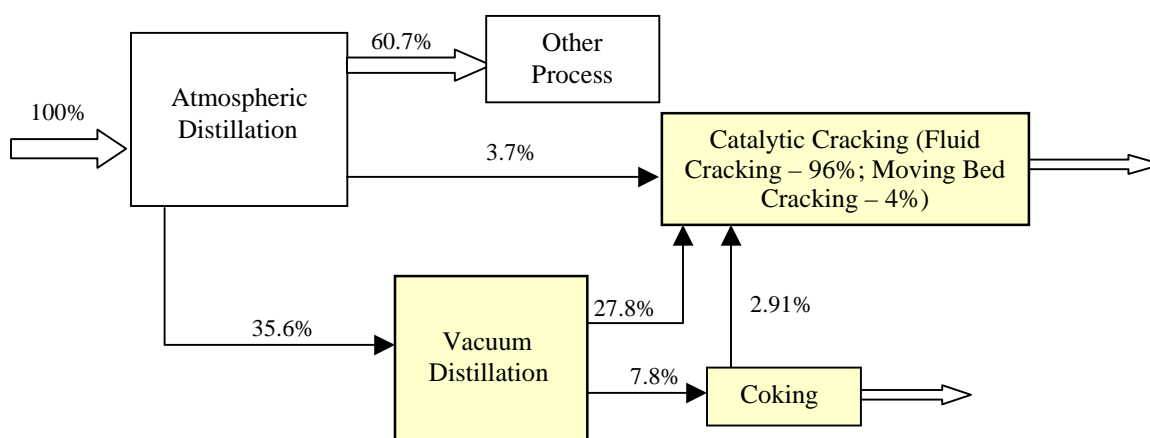 60.7%
Other
Process
100%
Atmospheric
Distillation
3.7%
Catalytic Cracking (Fluid
Cracking – 96%; Moving Bed
Cracking – 4%)
35.6%
Vacuum
Distillation
27.8%
2.91%
7.8%
Coking